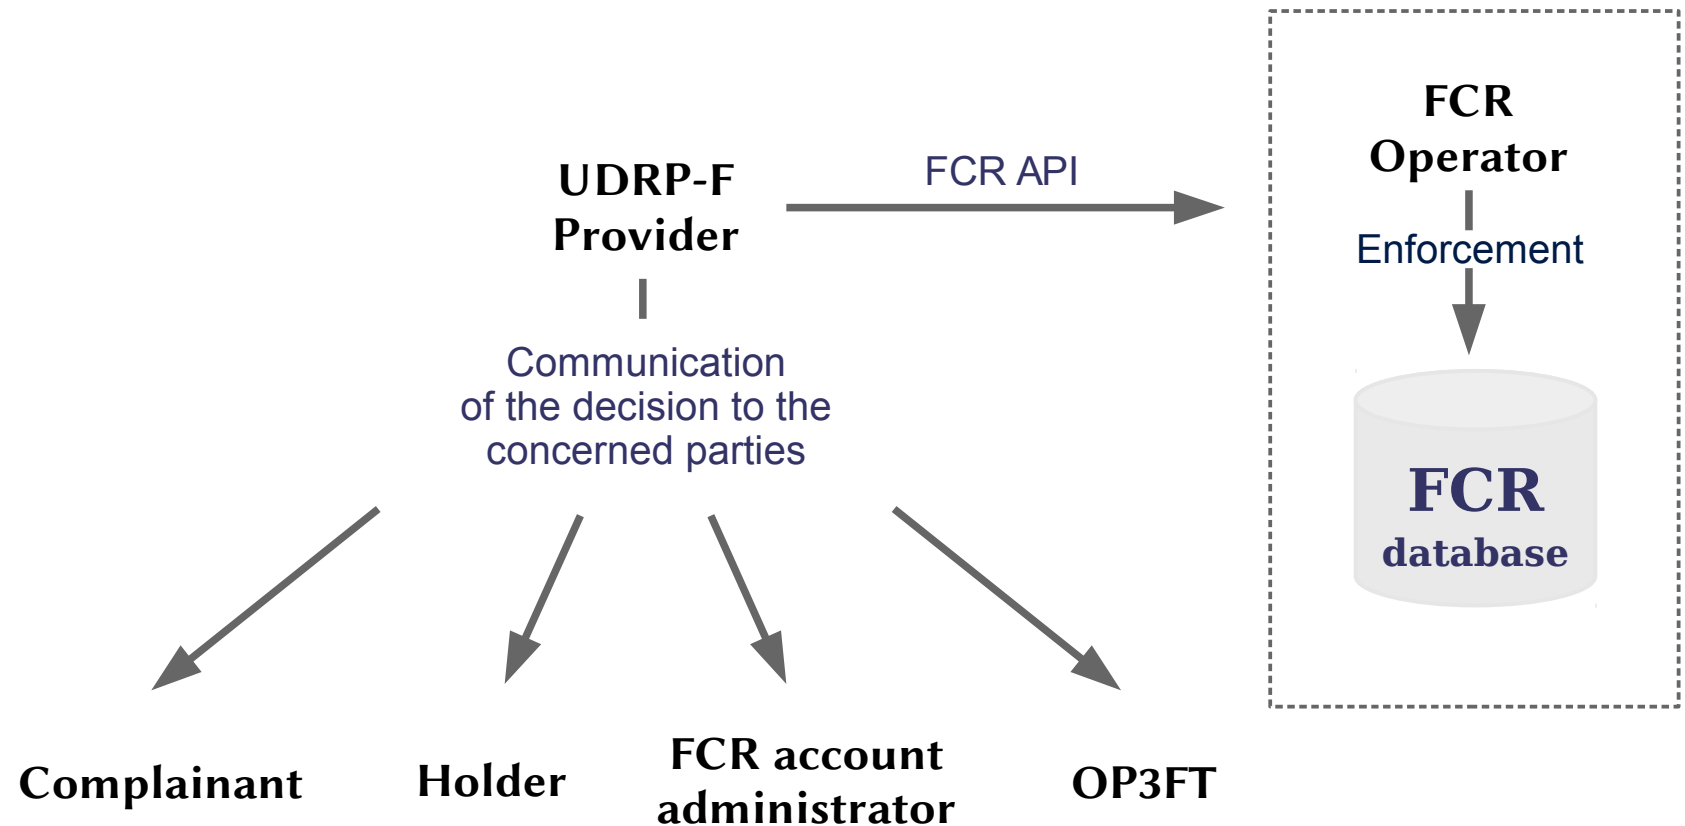 UDRP-F
Provider
FCR API
Communication
of the decision to the
concerned parties
Complainant
Holder
FCR account
administrator
OP3FT
FCR
Operator
Enforcement
FCR
database